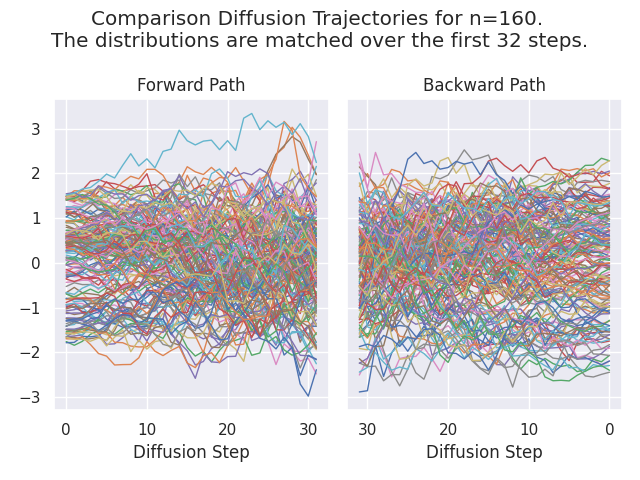 Comparison Diffusion Trajectories for n=160.
The distributions are matched over the first 32 steps.
Forward Path
Backward Path
3
2
1
0
−1
−2
−3
0 10 20 30
30 20 10 0
Diffusion Step
Diffusion Step